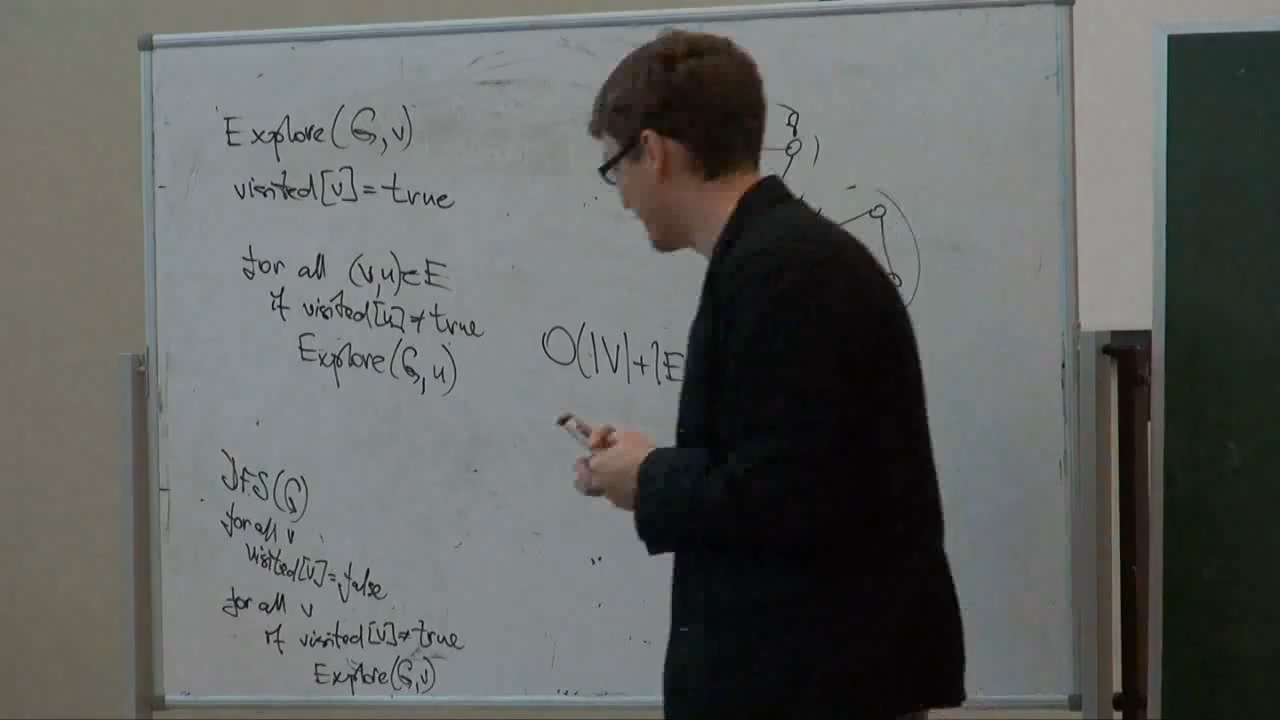 Explore(G,v)
visited[v]=true
for all (v,u)∈E
if visited[u]≠true
Explore(G,u)
O(|V|+|E
DFS(G)
for all v
visited[v]=false
for all v
if visited[v]≠true
Explore(G,v)